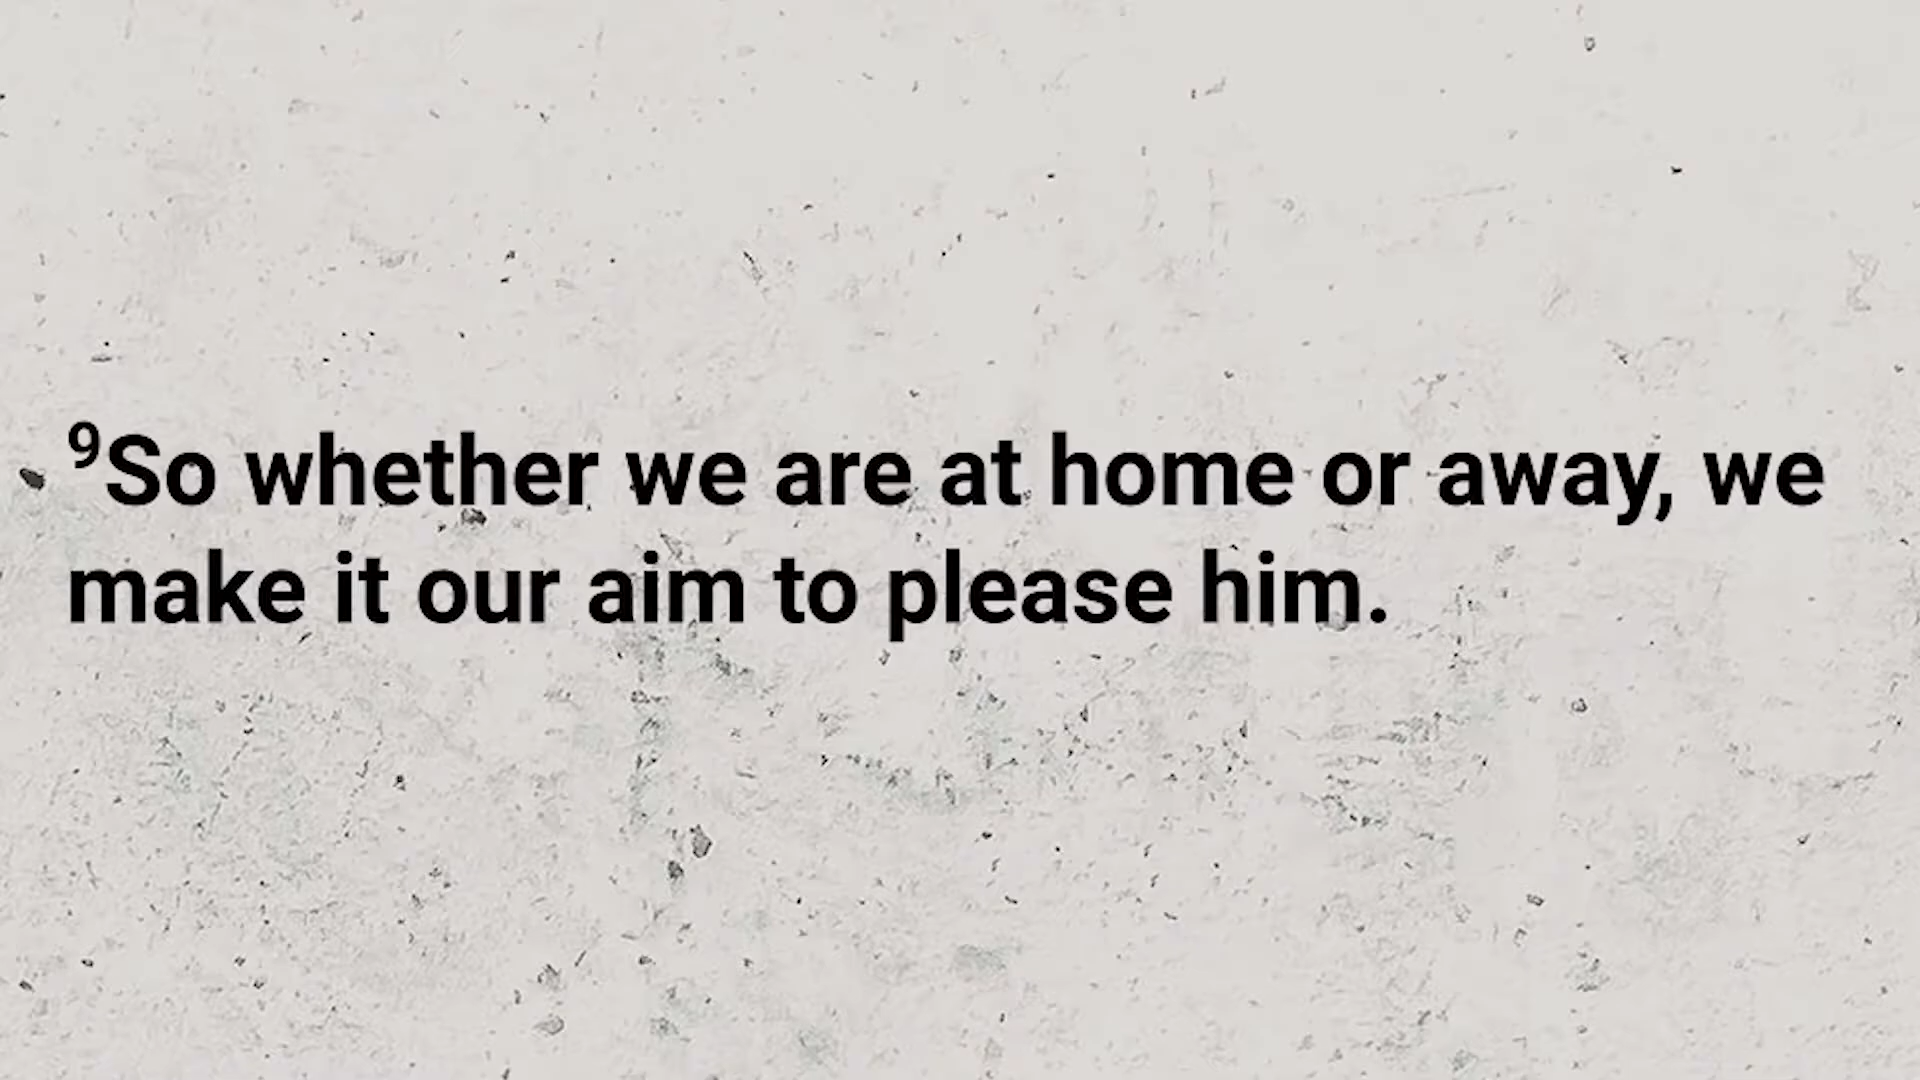 ⁹So whether we are at home or away, we
make it our aim to please him.